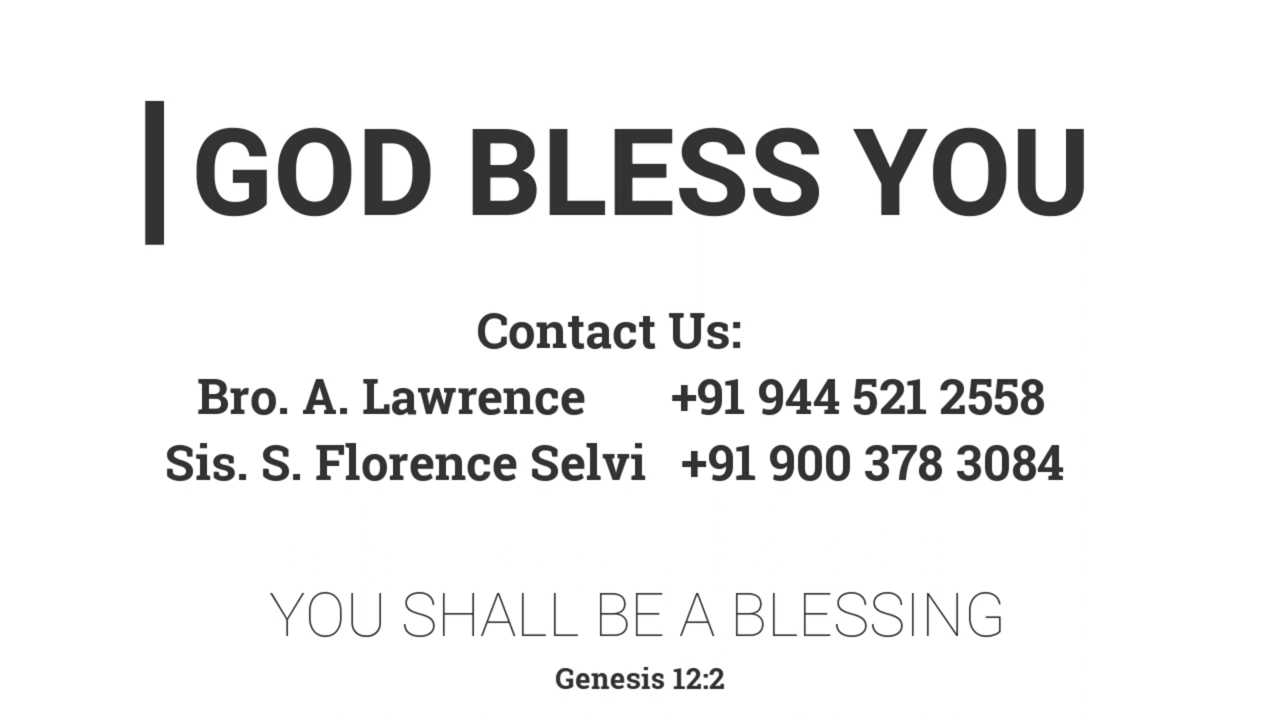 GOD BLESS YOU
Contact Us:
Bro. A. Lawrence +91 944 521 2558
Sis. S. Florence Selvi +91 900 378 3084
YOU SHALL BE A BLESSING
Genesis 12:2